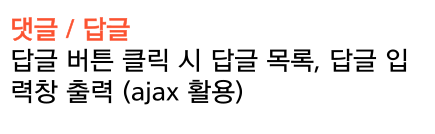 댓글 / 답글
답글 버튼 클릭 시 답글 목록, 답글 입
력창 출력 (ajax 활용)